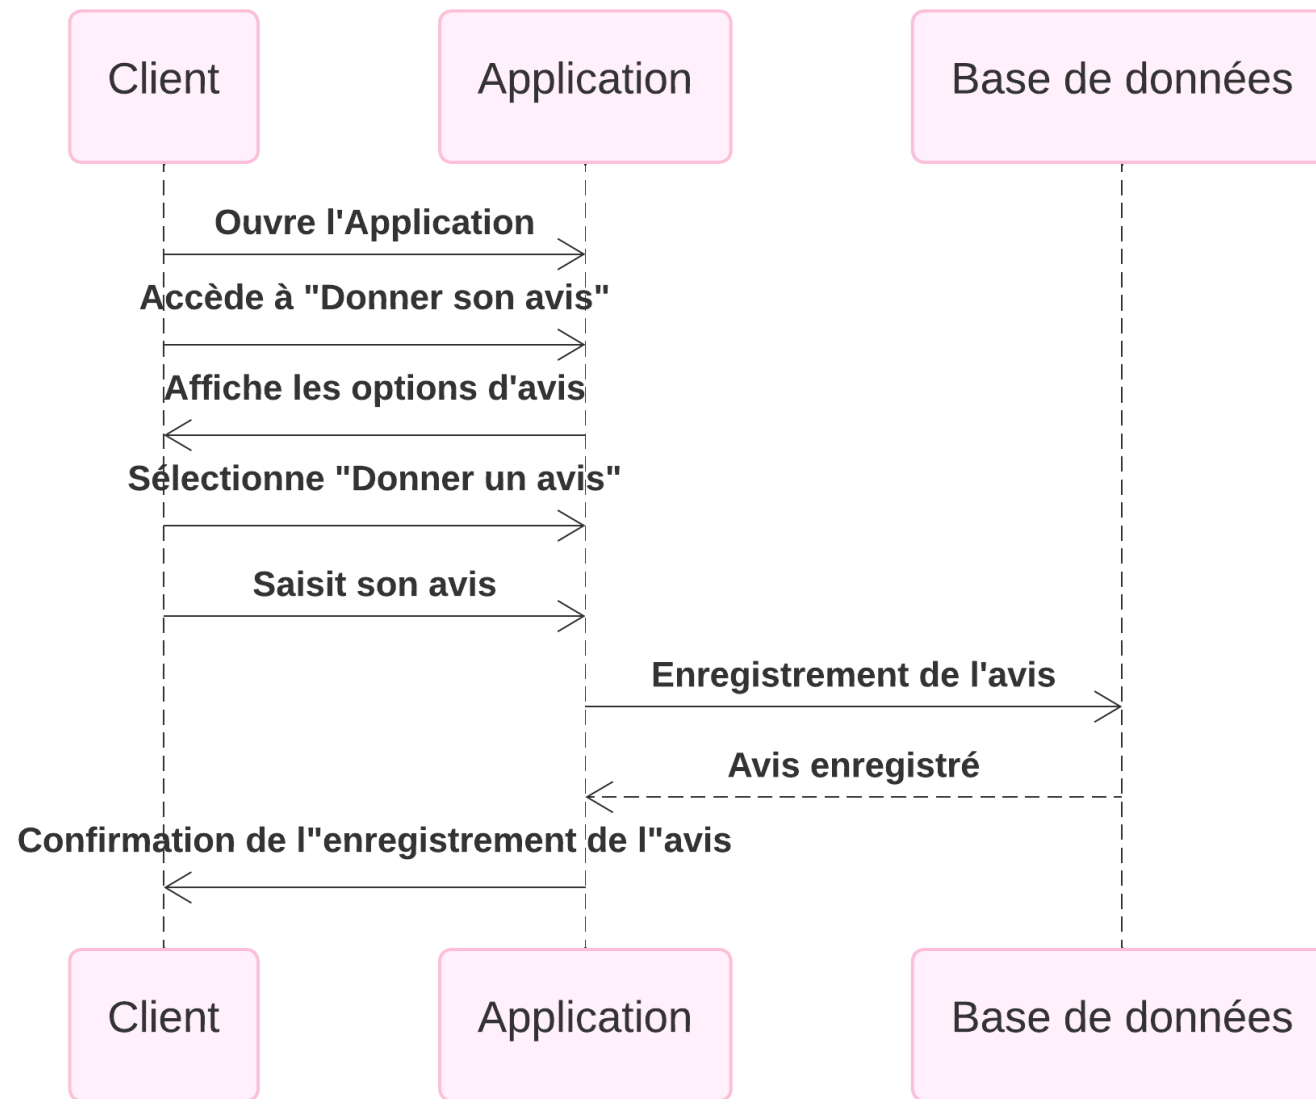 Client
Application
Base de données
Ouvre l'Application
Accède à "Donner son avis"
Affiche les options d'avis
Sélectionne "Donner un avis"
Saisit son avis
Enregistrement de l'avis
Avis enregistré
Confirmation de l"enregistrement de l"avis
Client
Application
Base de données